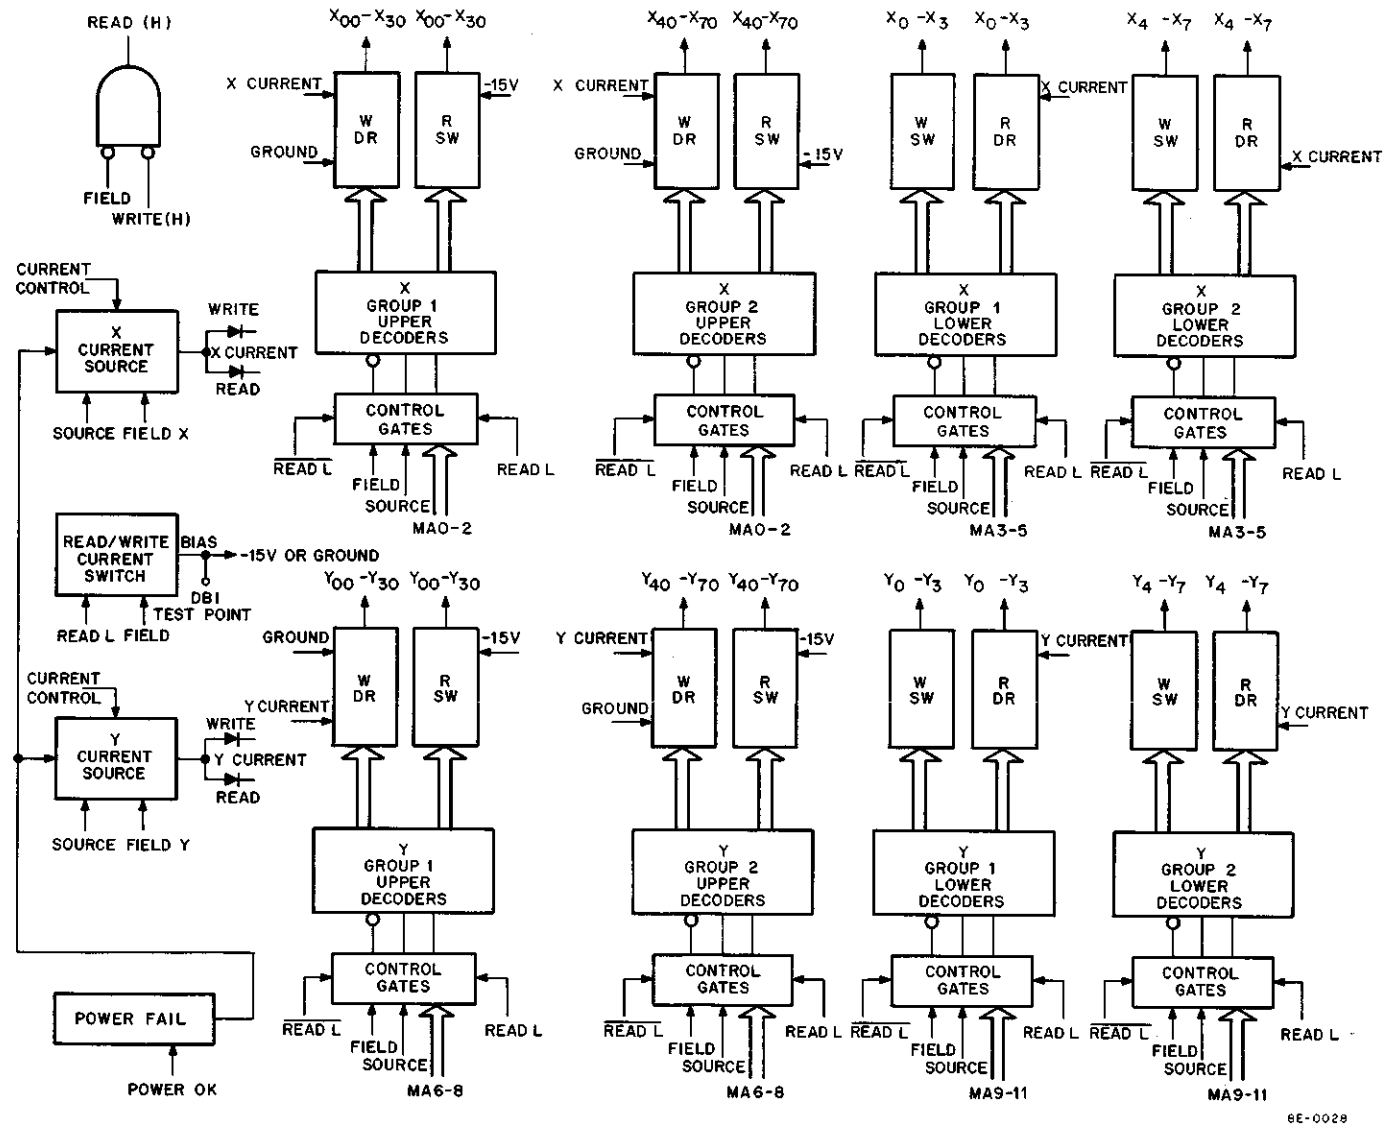 READ (H)
FIELD
WRITE(H)
CURRENT
CONTROL
X
CURRENT
SOURCE
WRITE
X CURRENT
READ
SOURCE FIELD X
READ/WRITE
CURRENT
SWITCH
BIAS
-15V OR GROUND
DBI
TEST POINT
READ L FIELD
CURRENT
CONTROL
Y
CURRENT
SOURCE
WRITE
Y CURRENT
READ
SOURCE FIELD Y
POWER FAIL
POWER OK
X00-X30 X00-X30
X CURRENT
GROUND
W
DR
R
SW
-15V
X
GROUP 1
UPPER
DECODERS
CONTROL
GATES
READ L
READ L
FIELD
SOURCE
MA0-2
X40-X70 X40-X70
X CURRENT
GROUND
W
DR
R
SW
-15V
X
GROUP 2
UPPER
DECODERS
CONTROL
GATES
READ L
READ L
FIELD
SOURCE
MA0-2
X0-X3 X0-X3
W
SW
R
DR
X CURRENT
X
GROUP 1
LOWER
DECODERS
CONTROL
GATES
READ L
READ L
FIELD
SOURCE
MA3-5
X4-X7 X4-X7
W
SW
R
DR
X CURRENT
X
GROUP 2
LOWER
DECODERS
CONTROL
GATES
READ L
READ L
FIELD
SOURCE
MA3-5
Y00-Y30 Y00-Y30
GROUND
Y CURRENT
W
DR
R
SW
-15V
Y
GROUP 1
UPPER
DECODERS
CONTROL
GATES
READ L
READ L
FIELD
SOURCE
MA6-8
Y40-Y70 Y40-Y70
Y CURRENT
GROUND
W
DR
R
SW
-15V
Y
GROUP 2
UPPER
DECODERS
CONTROL
GATES
READ L
READ L
FIELD
SOURCE
MA6-8
Y0-Y3 Y0-Y3
W
SW
R
DR
Y CURRENT
Y
GROUP 1
LOWER
DECODERS
CONTROL
GATES
READ L
READ L
FIELD
SOURCE
MA9-11
Y4-Y7 Y4-Y7
W
SW
R
DR
Y CURRENT
Y
GROUP 2
LOWER
DECODERS
CONTROL
GATES
READ L
READ L
FIELD
SOURCE
MA9-11
8E-0028